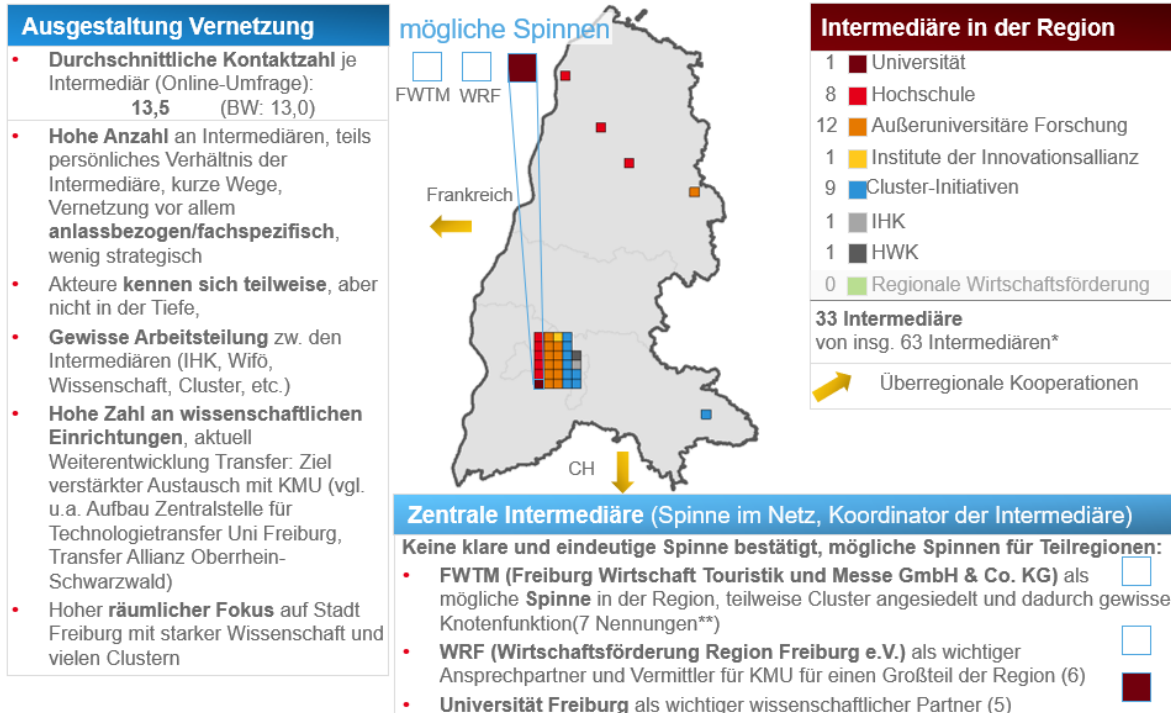 Ausgestaltung Vernetzung
• Durchschnittliche Kontaktzahl je
Intermediär (Online-Umfrage):
13,5 (BW: 13,0)
• Hohe Anzahl an Intermediären, teils
persönliches Verhältnis der
Intermediäre, kurze Wege,
Vernetzung vor allem
anlassbezogen/fachspezifisch,
wenig strategisch
• Akteure kennen sich teilweise, aber
nicht in der Tiefe,
• Gewisse Arbeitsteilung zw. den
Intermediären (IHK, Wifö,
Wissenschaft, Cluster, etc.)
• Hohe Zahl an wissenschaftlichen
Einrichtungen, aktuell
Weiterentwicklung Transfer: Ziel
verstärkter Austausch mit KMU (vgl.
u.a. Aufbau Zentralstelle für
Technologietransfer Uni Freiburg,
Transfer Allianz Oberrhein-
Schwarzwald)
• Hoher räumlicher Fokus auf Stadt
Freiburg mit starker Wissenschaft und
vielen Clustern
mögliche Spinnen
FWTM WRF
Frankreich
CH
Intermediäre in der Region
1 Universität
8 Hochschule
12 Außeruniversitäre Forschung
1 Institute der Innovationsallianz
9 Cluster-Initiativen
1 IHK
1 HWK
0 Regionale Wirtschaftsförderung
33 Intermediäre
von insg. 63 Intermediären*
Überregionale Kooperationen
Zentrale Intermediäre (Spinne im Netz, Koordinator der Intermediäre)
Keine klare und eindeutige Spinne bestätigt, mögliche Spinnen für Teilregionen:
• FWTM (Freiburg Wirtschaft Touristik und Messe GmbH & Co. KG) als
mögliche Spinne in der Region, teilweise Cluster angesiedelt und dadurch gewisse
Knotenfunktion(7 Nennungen**)
• WRF (Wirtschaftsförderung Region Freiburg e.V.) als wichtiger
Ansprechpartner und Vermittler für KMU für einen Großteil der Region (6)
• Universität Freiburg als wichtiger wissenschaftlicher Partner (5)